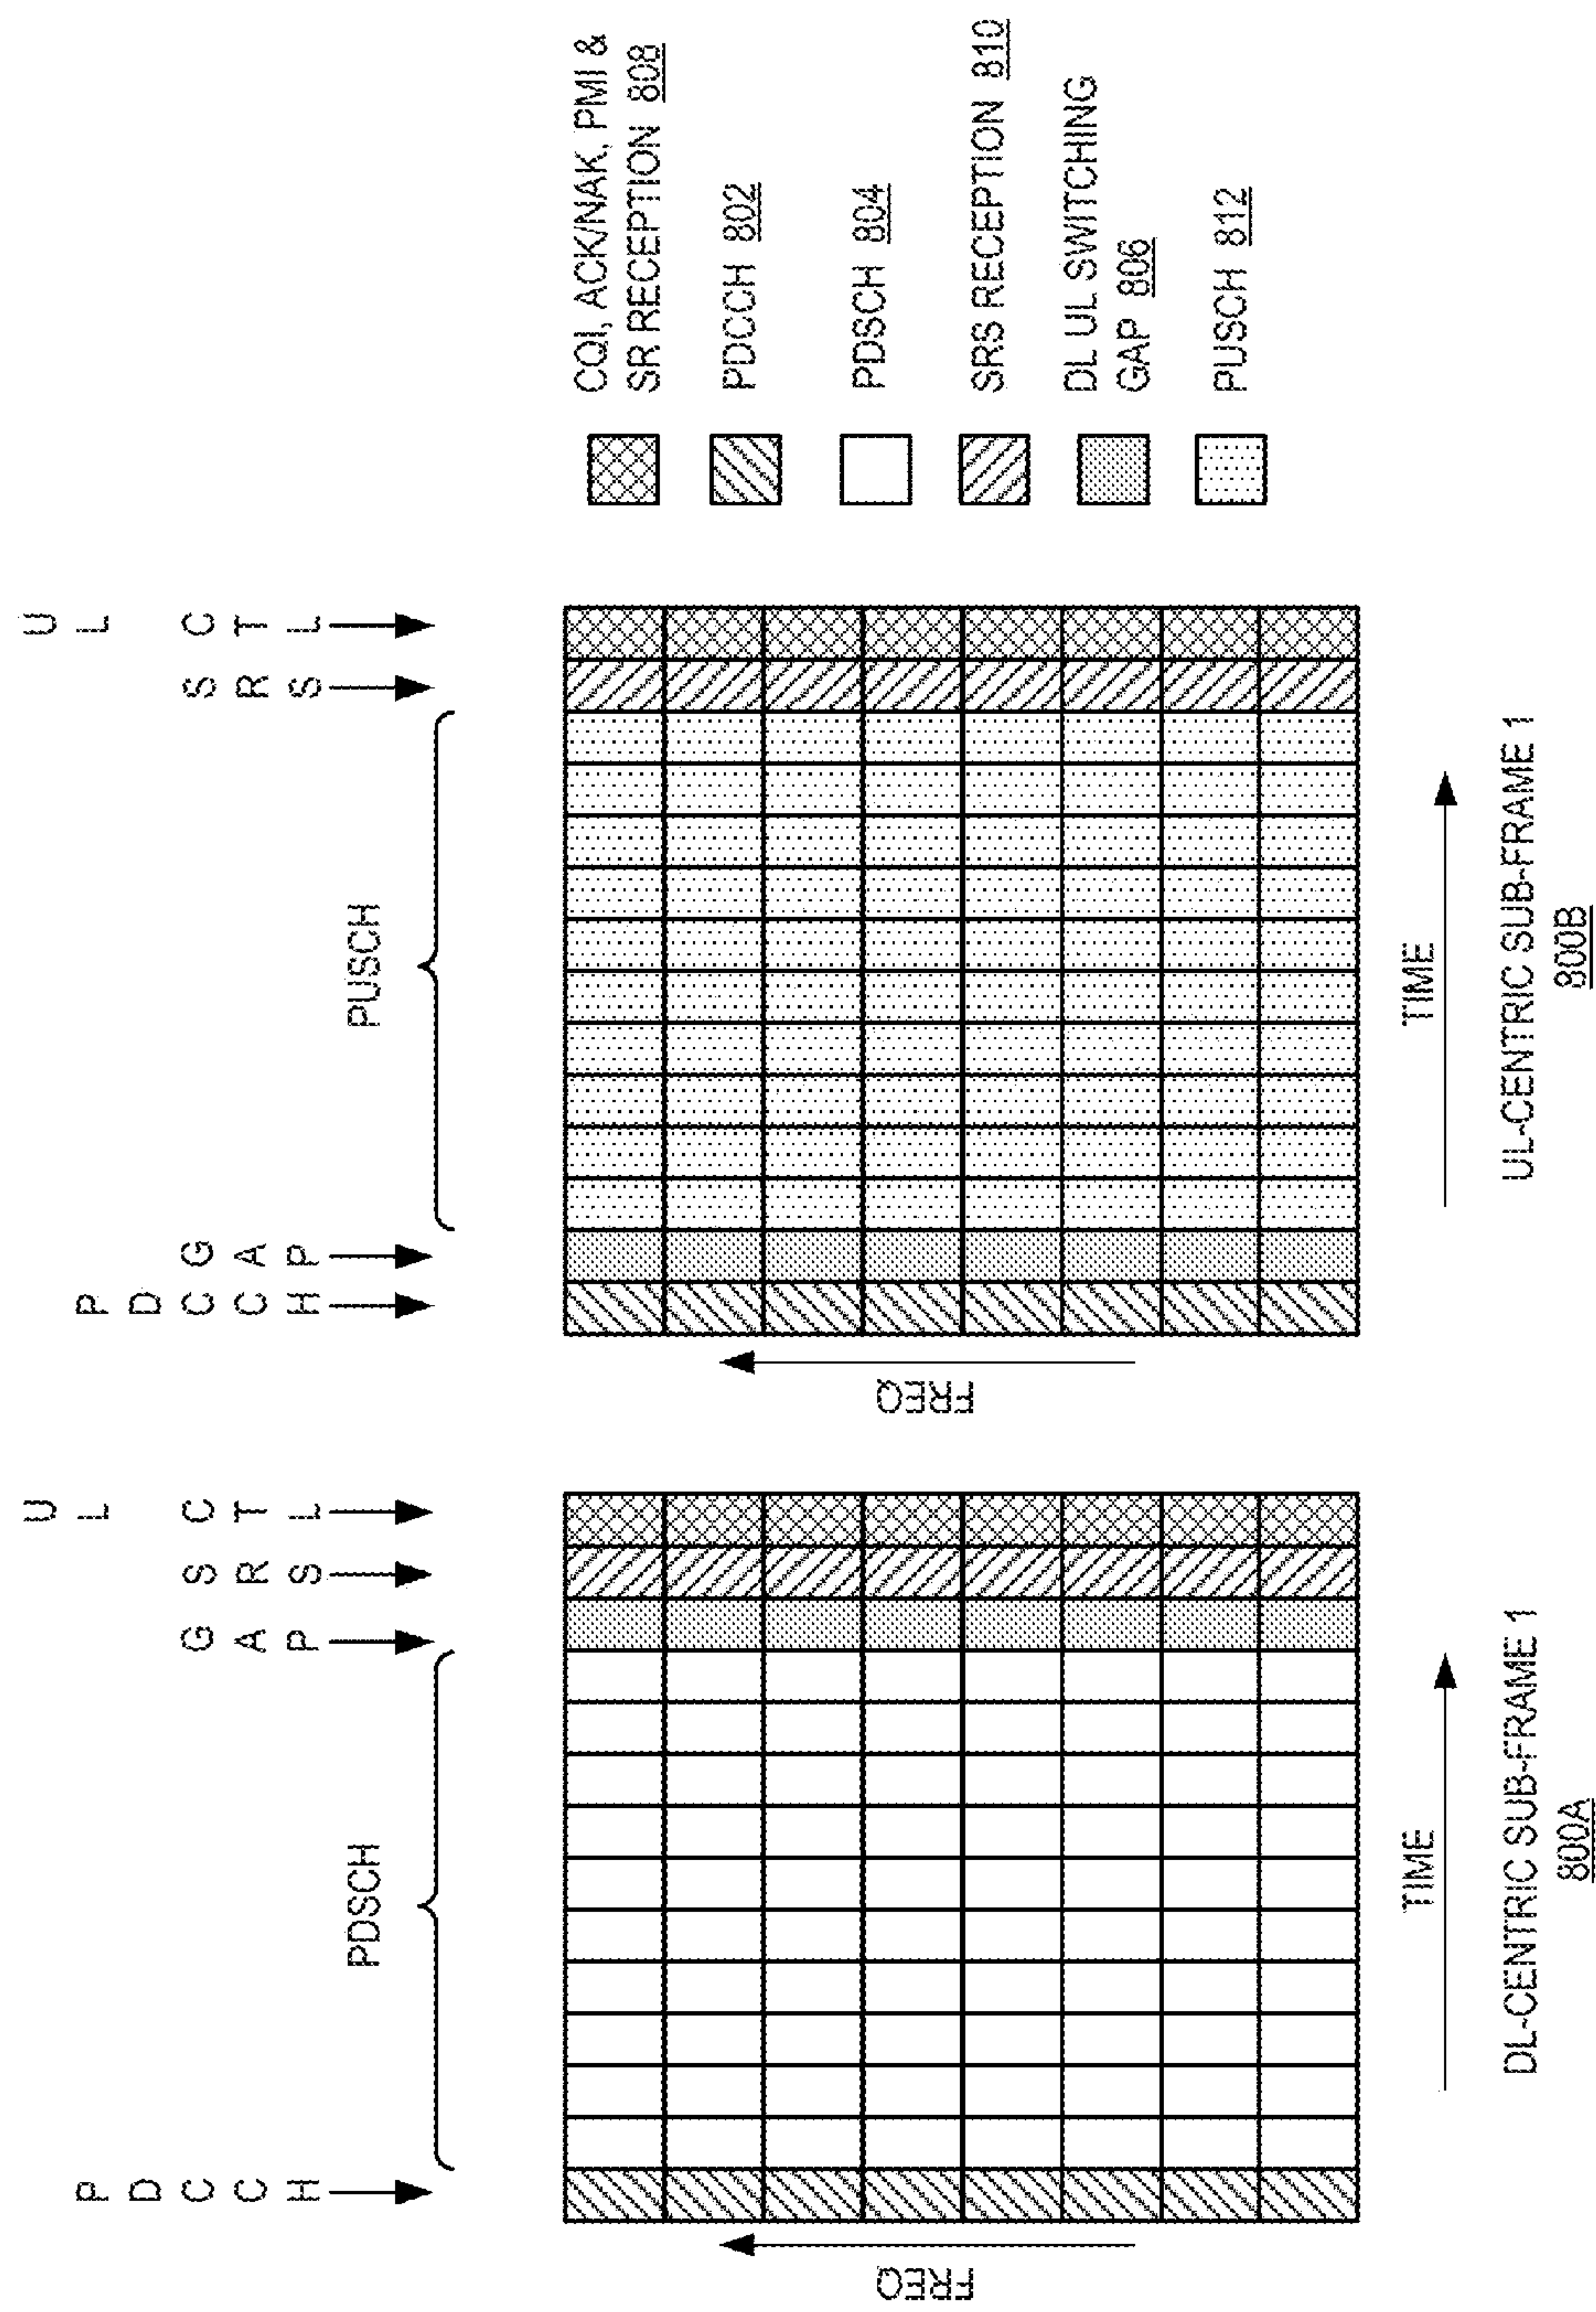 P
D
C
C
H
PDSCH
G
A
P
S
R
S
U
L
C
T
L
FREQ
TIME
DL-CENTRIC SUB-FRAME 1
800A
P
D
C
C
H
G
A
P
PUSCH
S
R
S
U
L
C
T
L
FREQ
TIME
UL-CENTRIC SUB-FRAME 1
800B
CQI, ACK/NAK, PMI &
SR RECEPTION 808
PDCCH 802
PDSCH 804
SRS RECEPTION 810
DL UL SWITCHING
GAP 806
PUSCH 812